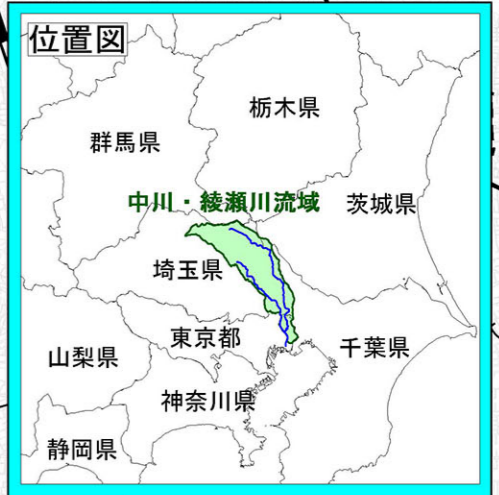 位置図
栃木県
群馬県
中川・綾瀬川流域
茨城県
埼玉県
東京都
千葉県
山梨県
神奈川県
静岡県